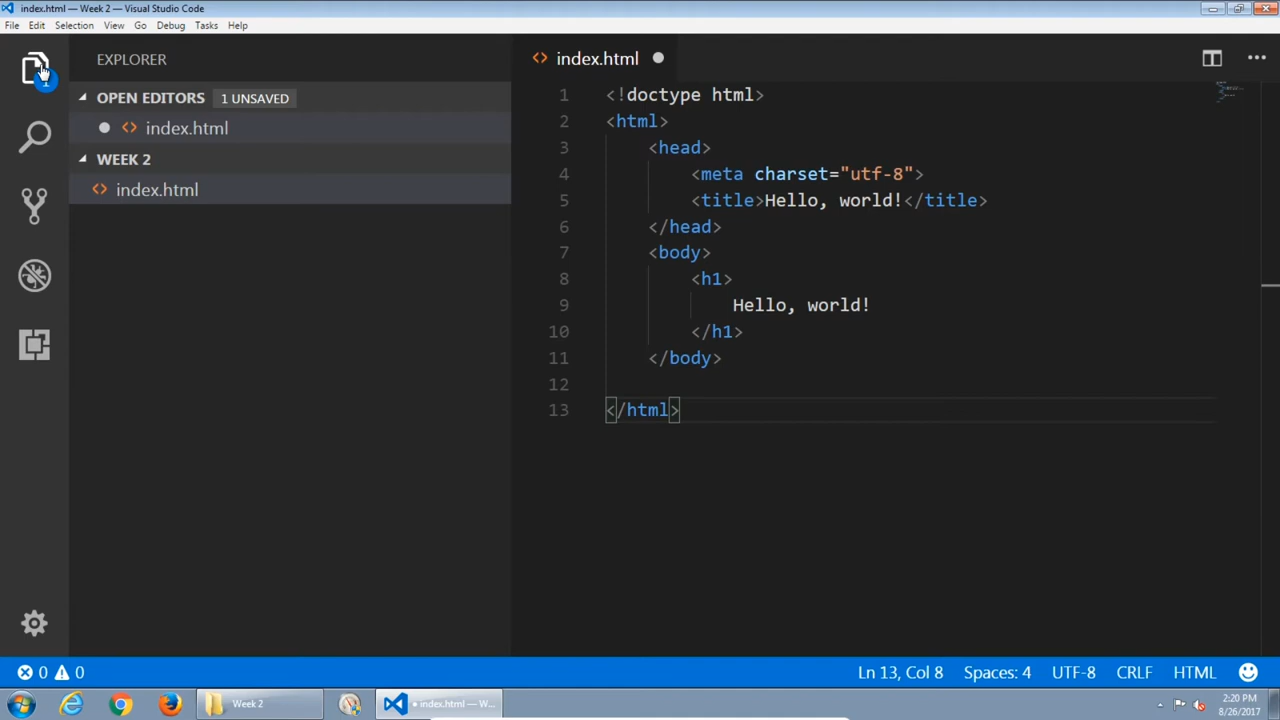 index.html — Week 2 — Visual Studio Code
File Edit Selection View Go Debug Tasks Help
EXPLORER
OPEN EDITORS 1 UNSAVED
index.html
WEEK 2
index.html
index.html
1 <!doctype html>
2 <html>
3 <head>
4 <meta charset="utf-8">
5 <title>Hello, world!</title>
6 </head>
7 <body>
8 <h1>
9 Hello, world!
10 </h1>
11 </body>
12
13 </html>
0 0 Ln 13, Col 8 Spaces: 4 UTF-8 CRLF HTML
Week 2 • index.html — W... 2:20 PM
8/26/2017